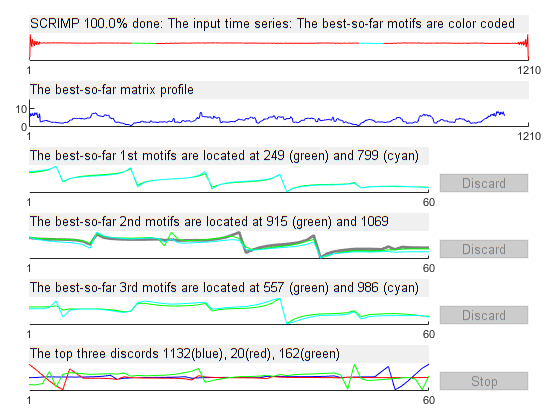 SCRIMP 100.0% done: The input time series: The best-so-far motifs are color coded
1 1210
The best-so-far matrix profile
10
0
1 1210
The best-so-far 1st motifs are located at 249 (green) and 799 (cyan)
Discard
1 60
The best-so-far 2nd motifs are located at 915 (green) and 1069
Discard
1 60
The best-so-far 3rd motifs are located at 557 (green) and 986 (cyan)
Discard
1 60
The top three discords 1132(blue), 20(red), 162(green)
Stop
1 60